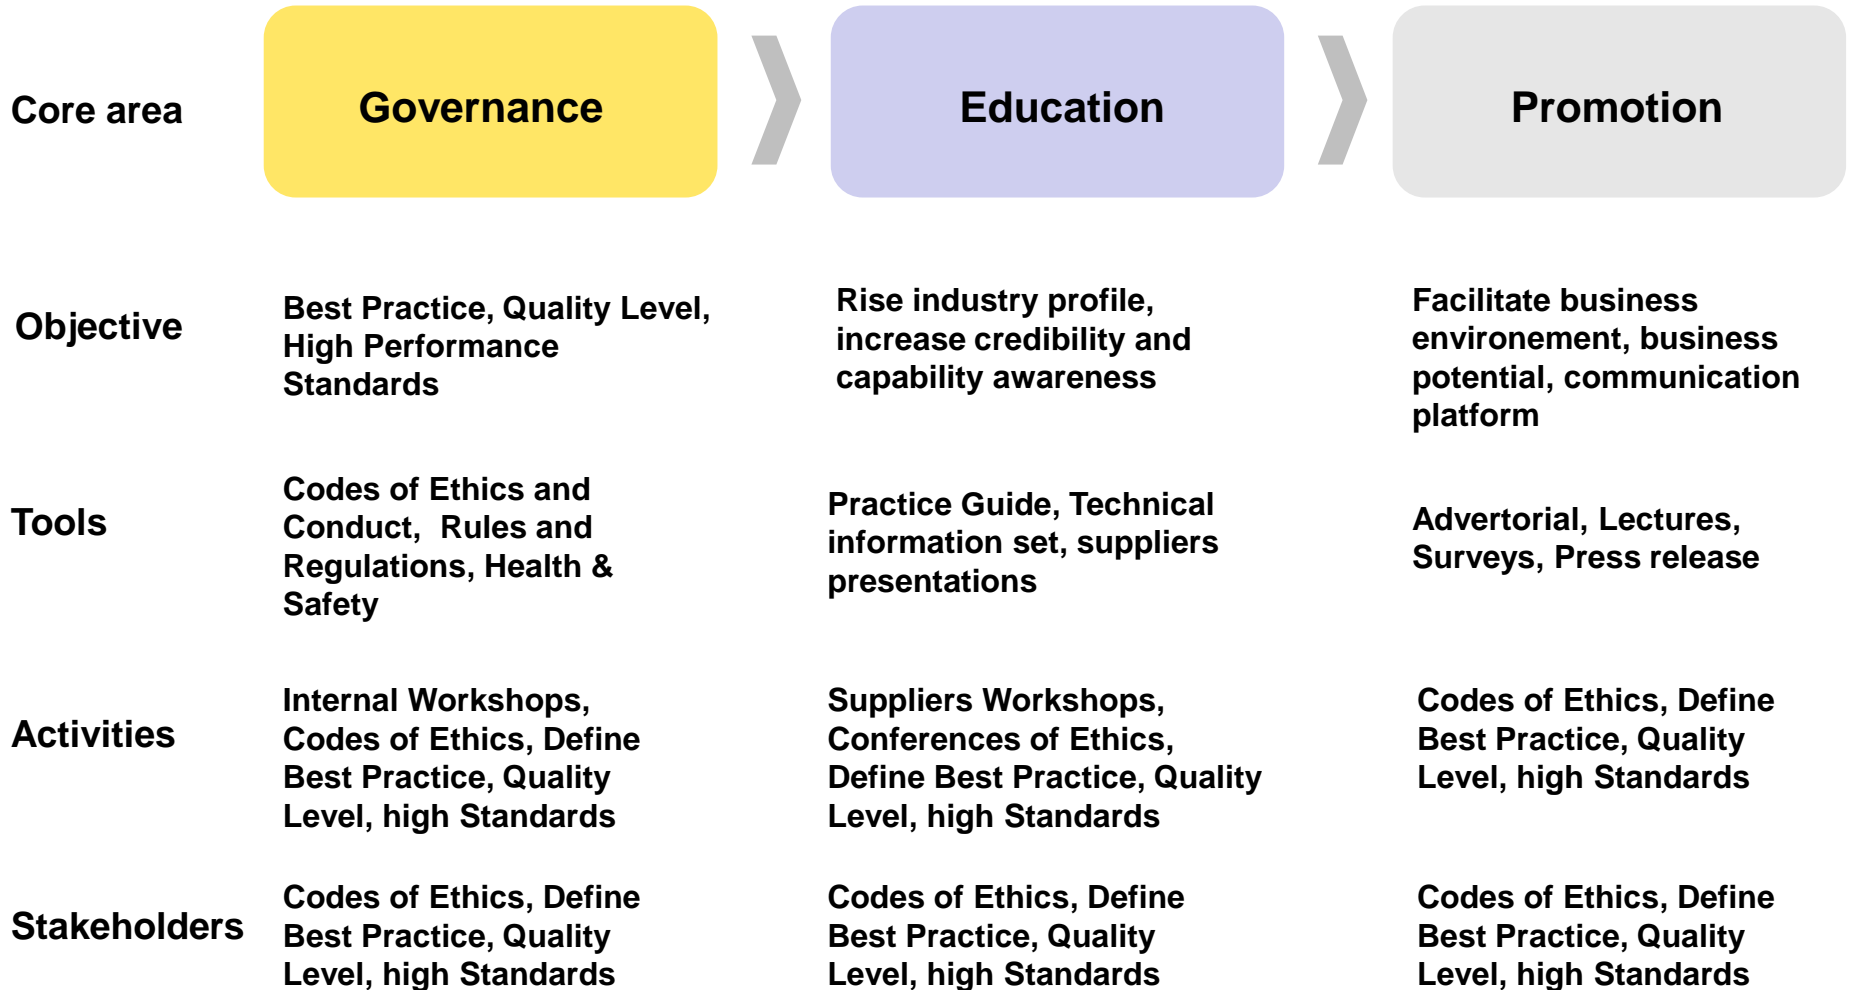 Core area
Governance
Education
Promotion
Objective
Best Practice, Quality Level,
High Performance
Standards
Rise industry profile,
increase credibility and
capability awareness
Facilitate business
environement, business
potential, communication
platform
Tools
Codes of Ethics and
Conduct,  Rules and
Regulations, Health &
Safety
Practice Guide, Technical
information set, suppliers
presentations
Advertorial, Lectures,
Surveys, Press release
Activities
Internal Workshops,
Codes of Ethics, Define
Best Practice, Quality
Level, high Standards
Suppliers Workshops,
Conferences of Ethics,
Define Best Practice, Quality
Level, high Standards
Codes of Ethics, Define
Best Practice, Quality
Level, high Standards
Stakeholders
Codes of Ethics, Define
Best Practice, Quality
Level, high Standards
Codes of Ethics, Define
Best Practice, Quality
Level, high Standards
Codes of Ethics, Define
Best Practice, Quality
Level, high Standards